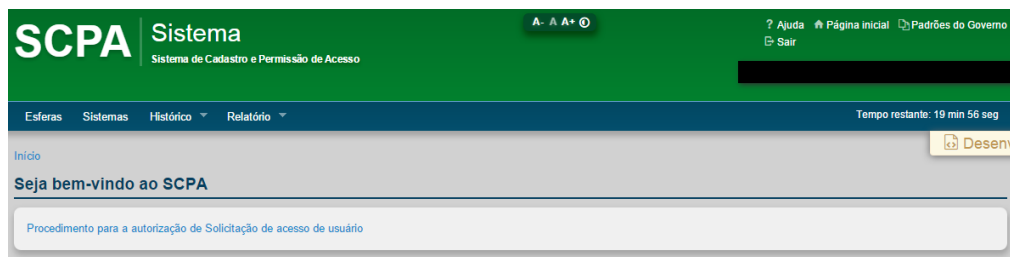 SCPA
Sistema
Sistema de Cadastro e Permissão de Acesso
A- A A+
? Ajuda Página inicial Padrões do Governo
Sair
Esferas Sistemas Histórico Relatório Tempo restante: 19 min 56 seg
Desenv
Início
Seja bem-vindo ao SCPA
Procedimento para a autorização de Solicitação de acesso de usuário